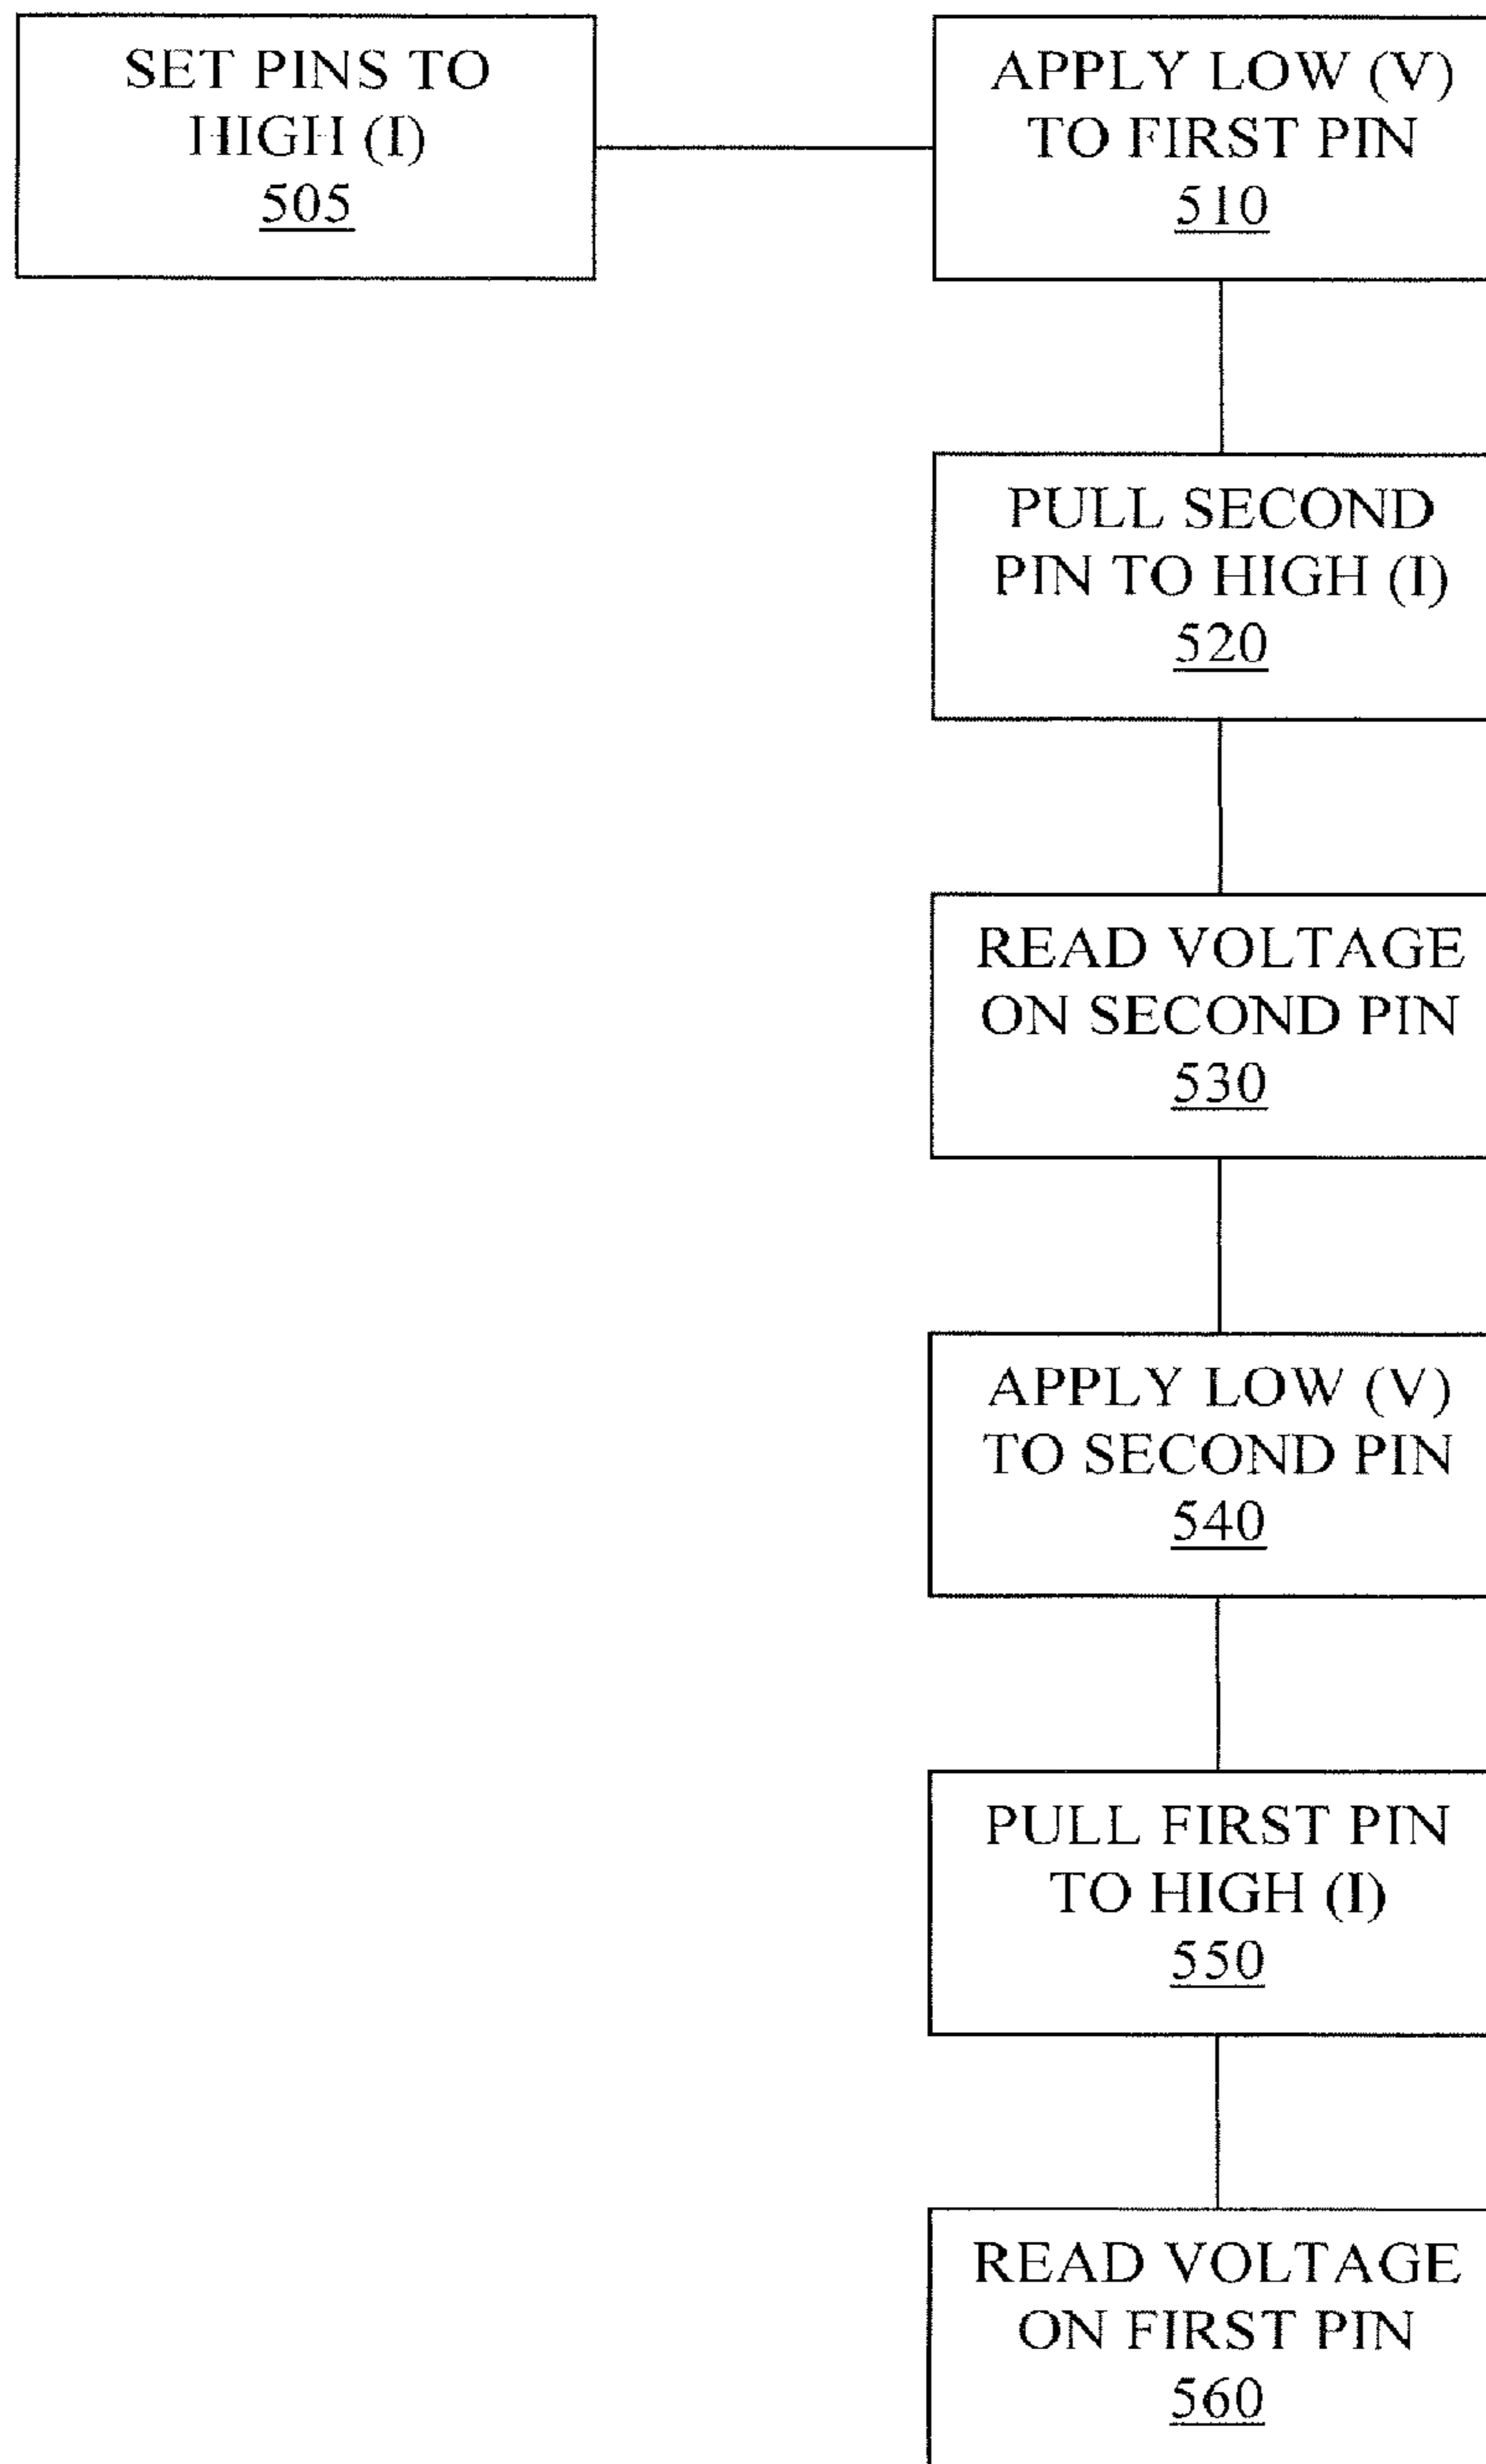 SET PINS TO
HIGH (I)
505
APPLY LOW (V)
TO FIRST PIN
510
PULL SECOND
PIN TO HIGH (I)
520
READ VOLTAGE
ON SECOND PIN
530
APPLY LOW (V)
TO SECOND PIN
540
PULL FIRST PIN
TO HIGH (I)
550
READ VOLTAGE
ON FIRST PIN
560